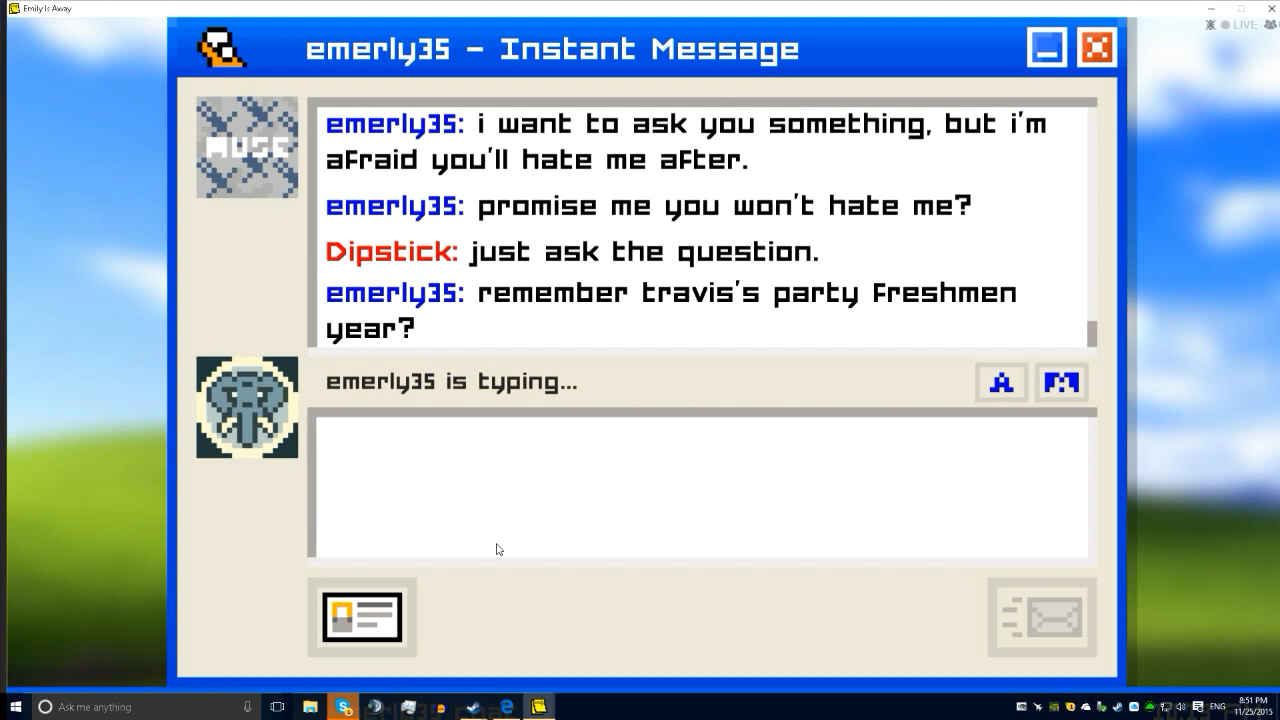 Emily Is Away
LIVE
emerly35 - Instant Message
MUSE
emerly35: i want to ask you something, but i'm
afraid you'll hate me after.
emerly35: promise me you won't hate me?
Dipstick: just ask the question.
emerly35: remember travis's party Freshmen
year?
emerly35 is typing...
A
Ask me anything
ENG
8:51 PM
11/25/2015